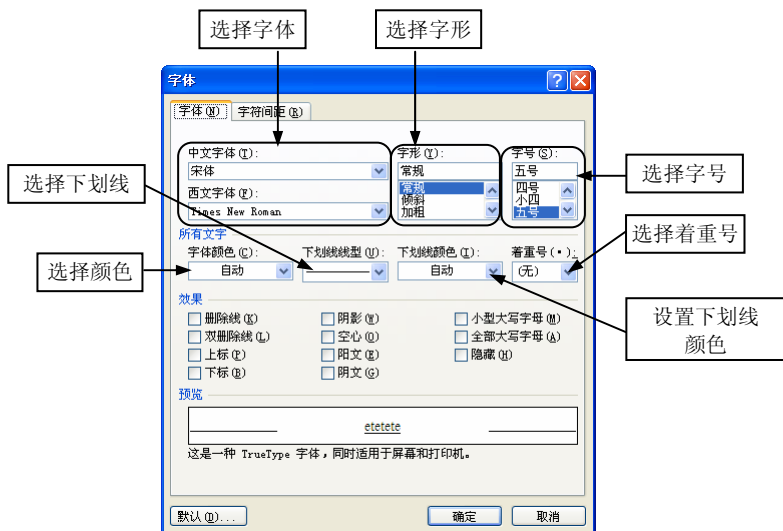 选择字体
选择字形
字体
字体(N) 字符间距(R)
中文字体(T): 字形(Y): 字号(S):
宋体 常规 五号
常规 四号
西文字体(F): 倾斜 小四
Times New Roman 加粗 五号
选择字号
选择下划线
所有文字
字体颜色(C): 下划线线型(U): 下划线颜色(I): 着重号(·):
自动 自动 (无)
选择着重号
选择颜色
效果
删除线(K) 阴影(W) 小型大写字母(M)
双删除线(L) 空心(O) 全部大写字母(A)
上标(P) 阳文(E) 隐藏(H)
下标(B) 阴文(G)
设置下划线
颜色
预览
etetete
这是一种 TrueType 字体，同时适用于屏幕和打印机。
默认(D)... 确定 取消